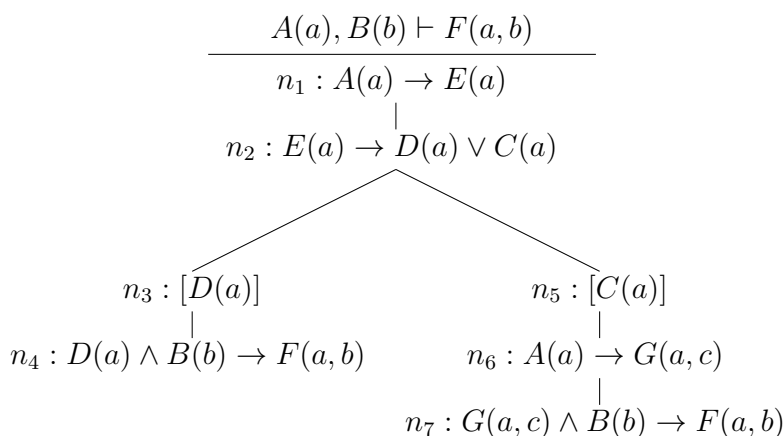 A(a), B(b) ⊢ F(a, b)
n₁ : A(a) → E(a)
n₂ : E(a) → D(a) ∨ C(a)
n₃ : [D(a)]
n₅ : [C(a)]
n₄ : D(a) ∧ B(b) → F(a, b)
n₆ : A(a) → G(a, c)
n₇ : G(a, c) ∧ B(b) → F(a, b)